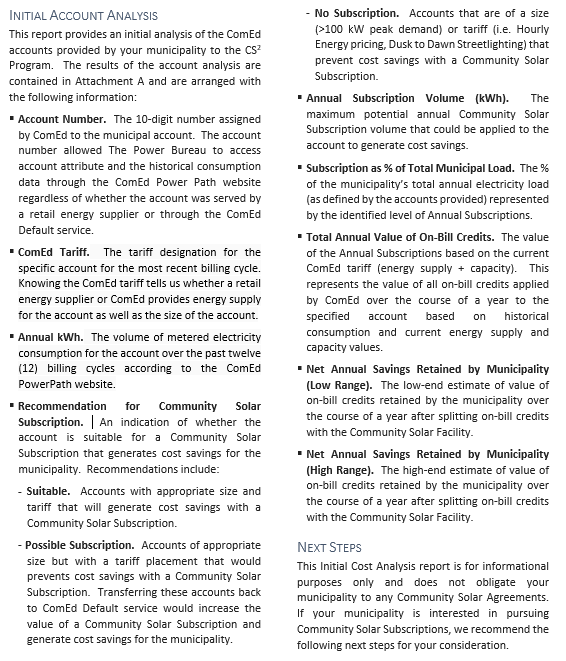 INITIAL ACCOUNT ANALYSIS
This report provides an initial analysis of the ComEd
accounts provided by your municipality to the CS²
Program. The results of the account analysis are
contained in Attachment A and are arranged with
the following information:
▪ Account Number. The 10-digit number assigned
by ComEd to the municipal account. The account
number allowed The Power Bureau to access
account attribute and the historical consumption
data through the ComEd Power Path website
regardless of whether the account was served by
a retail energy supplier or through the ComEd
Default service.
▪ ComEd Tariff. The tariff designation for the
specific account for the most recent billing cycle.
Knowing the ComEd tariff tells us whether a retail
energy supplier or ComEd provides energy supply
for the account as well as the size of the account.
▪ Annual kWh. The volume of metered electricity
consumption for the account over the past twelve
(12) billing cycles according to the ComEd
PowerPath website.
▪ Recommendation for Community Solar
Subscription. An indication of whether the
account is suitable for a Community Solar
Subscription that generates cost savings for the
municipality. Recommendations include:
- Suitable. Accounts with appropriate size and
tariff that will generate cost savings with a
Community Solar Subscription.
- Possible Subscription. Accounts of appropriate
size but with a tariff placement that would
prevents cost savings with a Community Solar
Subscription. Transferring these accounts back
to ComEd Default service would increase the
value of a Community Solar Subscription and
generate cost savings for the municipality.
- No Subscription. Accounts that are of a size
(>100 kW peak demand) or tariff (i.e. Hourly
Energy pricing, Dusk to Dawn Streetlighting) that
prevent cost savings with a Community Solar
Subscription.
▪ Annual Subscription Volume (kWh). The
maximum potential annual Community Solar
Subscription volume that could be applied to the
account to generate cost savings.
▪ Subscription as % of Total Municipal Load. The %
of the municipality's total annual electricity load
(as defined by the accounts provided) represented
by the identified level of Annual Subscriptions.
▪ Total Annual Value of On-Bill Credits. The value
of the Annual Subscriptions based on the current
ComEd tariff (energy supply + capacity). This
represents the value of all on-bill credits applied
by ComEd over the course of a year to the
specified account based on historical
consumption and current energy supply and
capacity values.
▪ Net Annual Savings Retained by Municipality
(Low Range). The low-end estimate of value of
on-bill credits retained by the municipality over
the course of a year after splitting on-bill credits
with the Community Solar Facility.
▪ Net Annual Savings Retained by Municipality
(High Range). The high-end estimate of value of
on-bill credits retained by the municipality over
the course of a year after splitting on-bill credits
with the Community Solar Facility.
NEXT STEPS
This Initial Cost Analysis report is for informational
purposes only and does not obligate your
municipality to any Community Solar Agreements.
If your municipality is interested in pursuing
Community Solar Subscriptions, we recommend the
following next steps for your consideration.